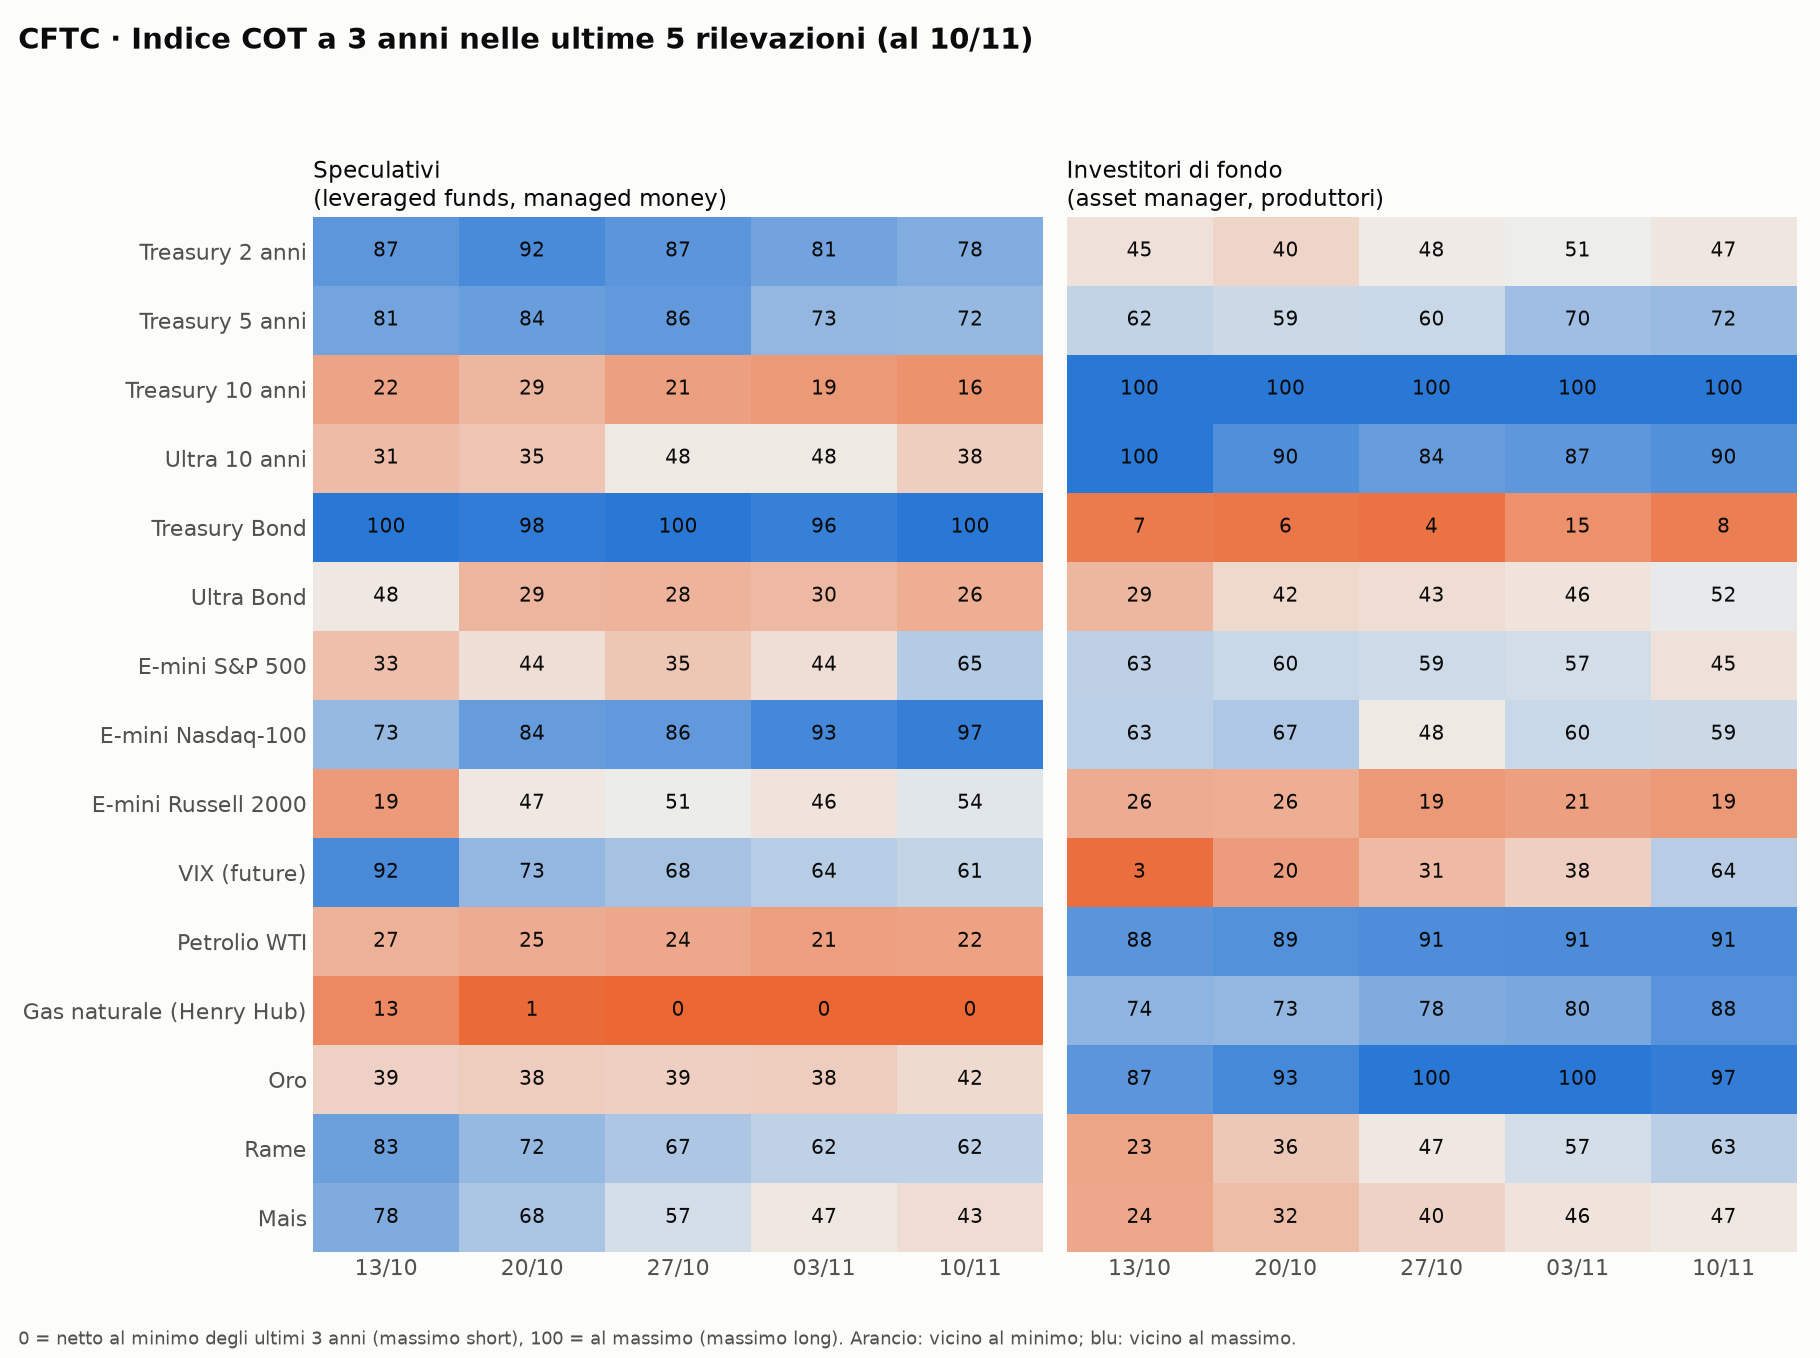 CFTC · Indice COT a 3 anni nelle ultime 5 rilevazioni (al 10/11)
Speculativi
(leveraged funds, managed money)
Investitori di fondo
(asset manager, produttori)
Treasury 2 anni 87 92 87 81 78 45 40 48 51 47
Treasury 5 anni 81 84 86 73 72 62 59 60 70 72
Treasury 10 anni 22 29 21 19 16 100 100 100 100 100
Ultra 10 anni 31 35 48 48 38 100 90 84 87 90
Treasury Bond 100 98 100 96 100 7 6 4 15 8
Ultra Bond 48 29 28 30 26 29 42 43 46 52
E-mini S&P 500 33 44 35 44 65 63 60 59 57 45
E-mini Nasdaq-100 73 84 86 93 97 63 67 48 60 59
E-mini Russell 2000 19 47 51 46 54 26 26 19 21 19
VIX (future) 92 73 68 64 61 3 20 31 38 64
Petrolio WTI 27 25 24 21 22 88 89 91 91 91
Gas naturale (Henry Hub) 13 1 0 0 0 74 73 78 80 88
Oro 39 38 39 38 42 87 93 100 100 97
Rame 83 72 67 62 62 23 36 47 57 63
Mais 78 68 57 47 43 24 32 40 46 47
13/10 20/10 27/10 03/11 10/11 13/10 20/10 27/10 03/11 10/11
0 = netto al minimo degli ultimi 3 anni (massimo short), 100 = al massimo (massimo long). Arancio: vicino al minimo; blu: vicino al massimo.